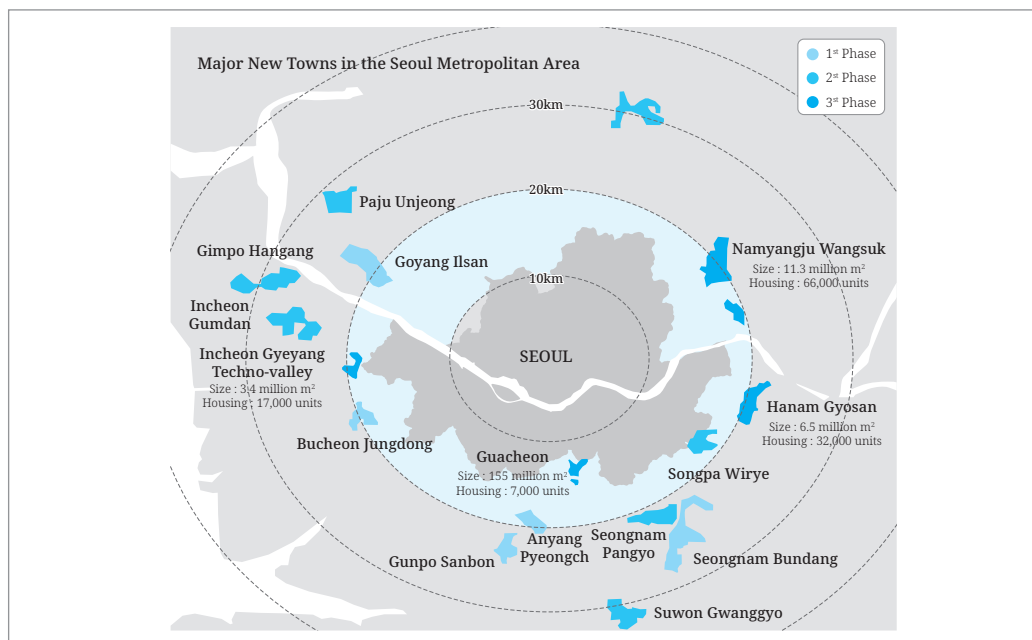 Major New Towns in the Seoul Metropolitan Area
1st Phase
2st Phase
3st Phase
30km
20km
10km
Paju Unjeong
Gimpo Hangang
Goyang Ilsan
Namyangju Wangsuk
Size : 11.3 million m²
Housing : 66,000 units
Incheon
Gumdan
SEOUL
Incheon Gyeyang
Techno-valley
Size : 3.4 million m²
Housing : 17,000 units
Hanam Gyosan
Size : 6.5 million m²
Housing : 32,000 units
Bucheon Jungdong
Guacheon
Size : 155 million m²
Housing : 7,000 units
Songpa Wirye
Anyang
Pyeongch
Seongnam
Pangyo
Gunpo Sanbon
Seongnam Bundang
Suwon Gwanggyo